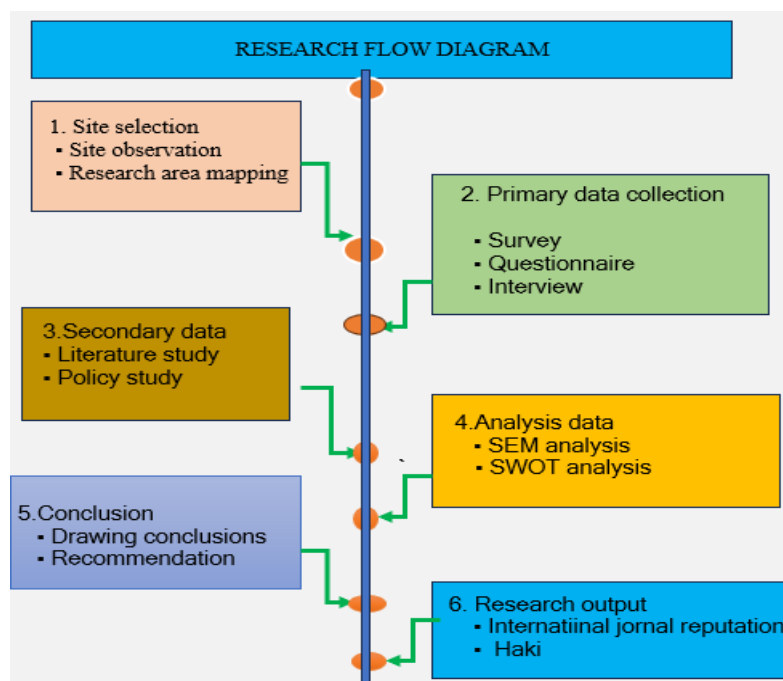 RESEARCH FLOW DIAGRAM
1. Site selection
▪ Site observation
▪ Research area mapping
2. Primary data collection
▪ Survey
▪ Questionnaire
▪ Interview
3.Secondary data
▪ Literature study
▪ Policy study
4.Analysis data
▪ SEM analysis
▪ SWOT analysis
5.Conclusion
▪ Drawing conclusions
▪ Recommendation
6. Research output
▪ Internatiinal jornal reputation
▪ Haki